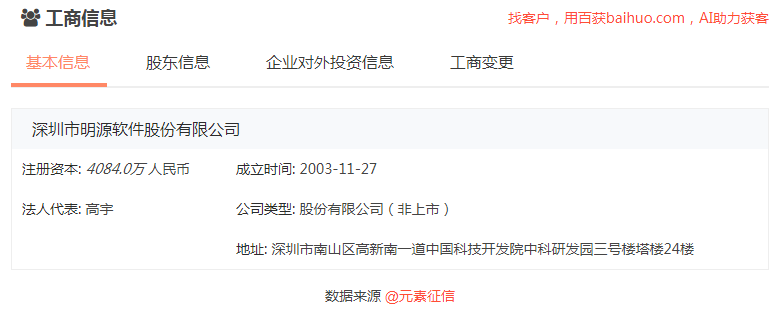 工商信息
找客户，用百获baihuo.com，AI助力获客
基本信息 股东信息 企业对外投资信息 工商变更
深圳市明源软件股份有限公司
注册资本: 4084.0万 人民币 成立时间: 2003-11-27
法人代表: 高宇 公司类型: 股份有限公司（非上市）
地址: 深圳市南山区高新南一道中国科技开发院中科研发园三号楼塔楼24楼
数据来源 @元素征信